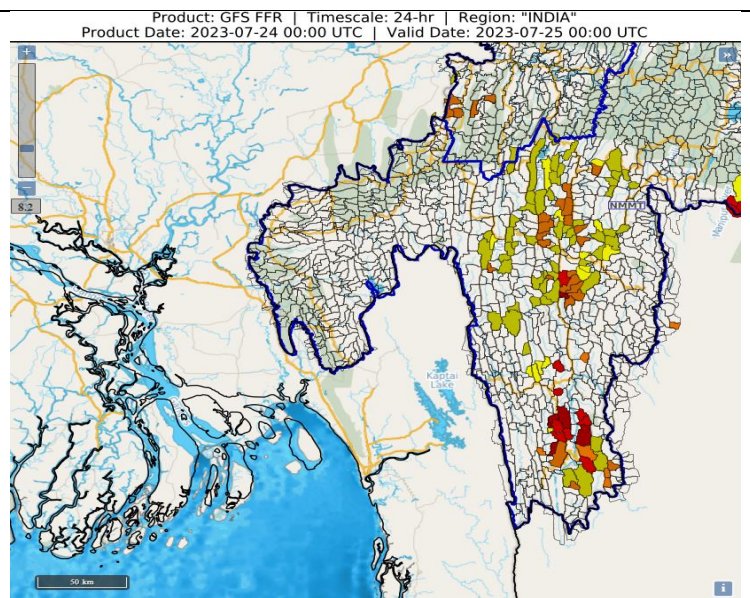 Product: GFS FFR | Timescale: 24-hr | Region: "INDIA"
Product Date: 2023-07-24 00:00 UTC | Valid Date: 2023-07-25 00:00 UTC
+
»
–
8.2
NMMT
Kaptai
Lake
50 km
i